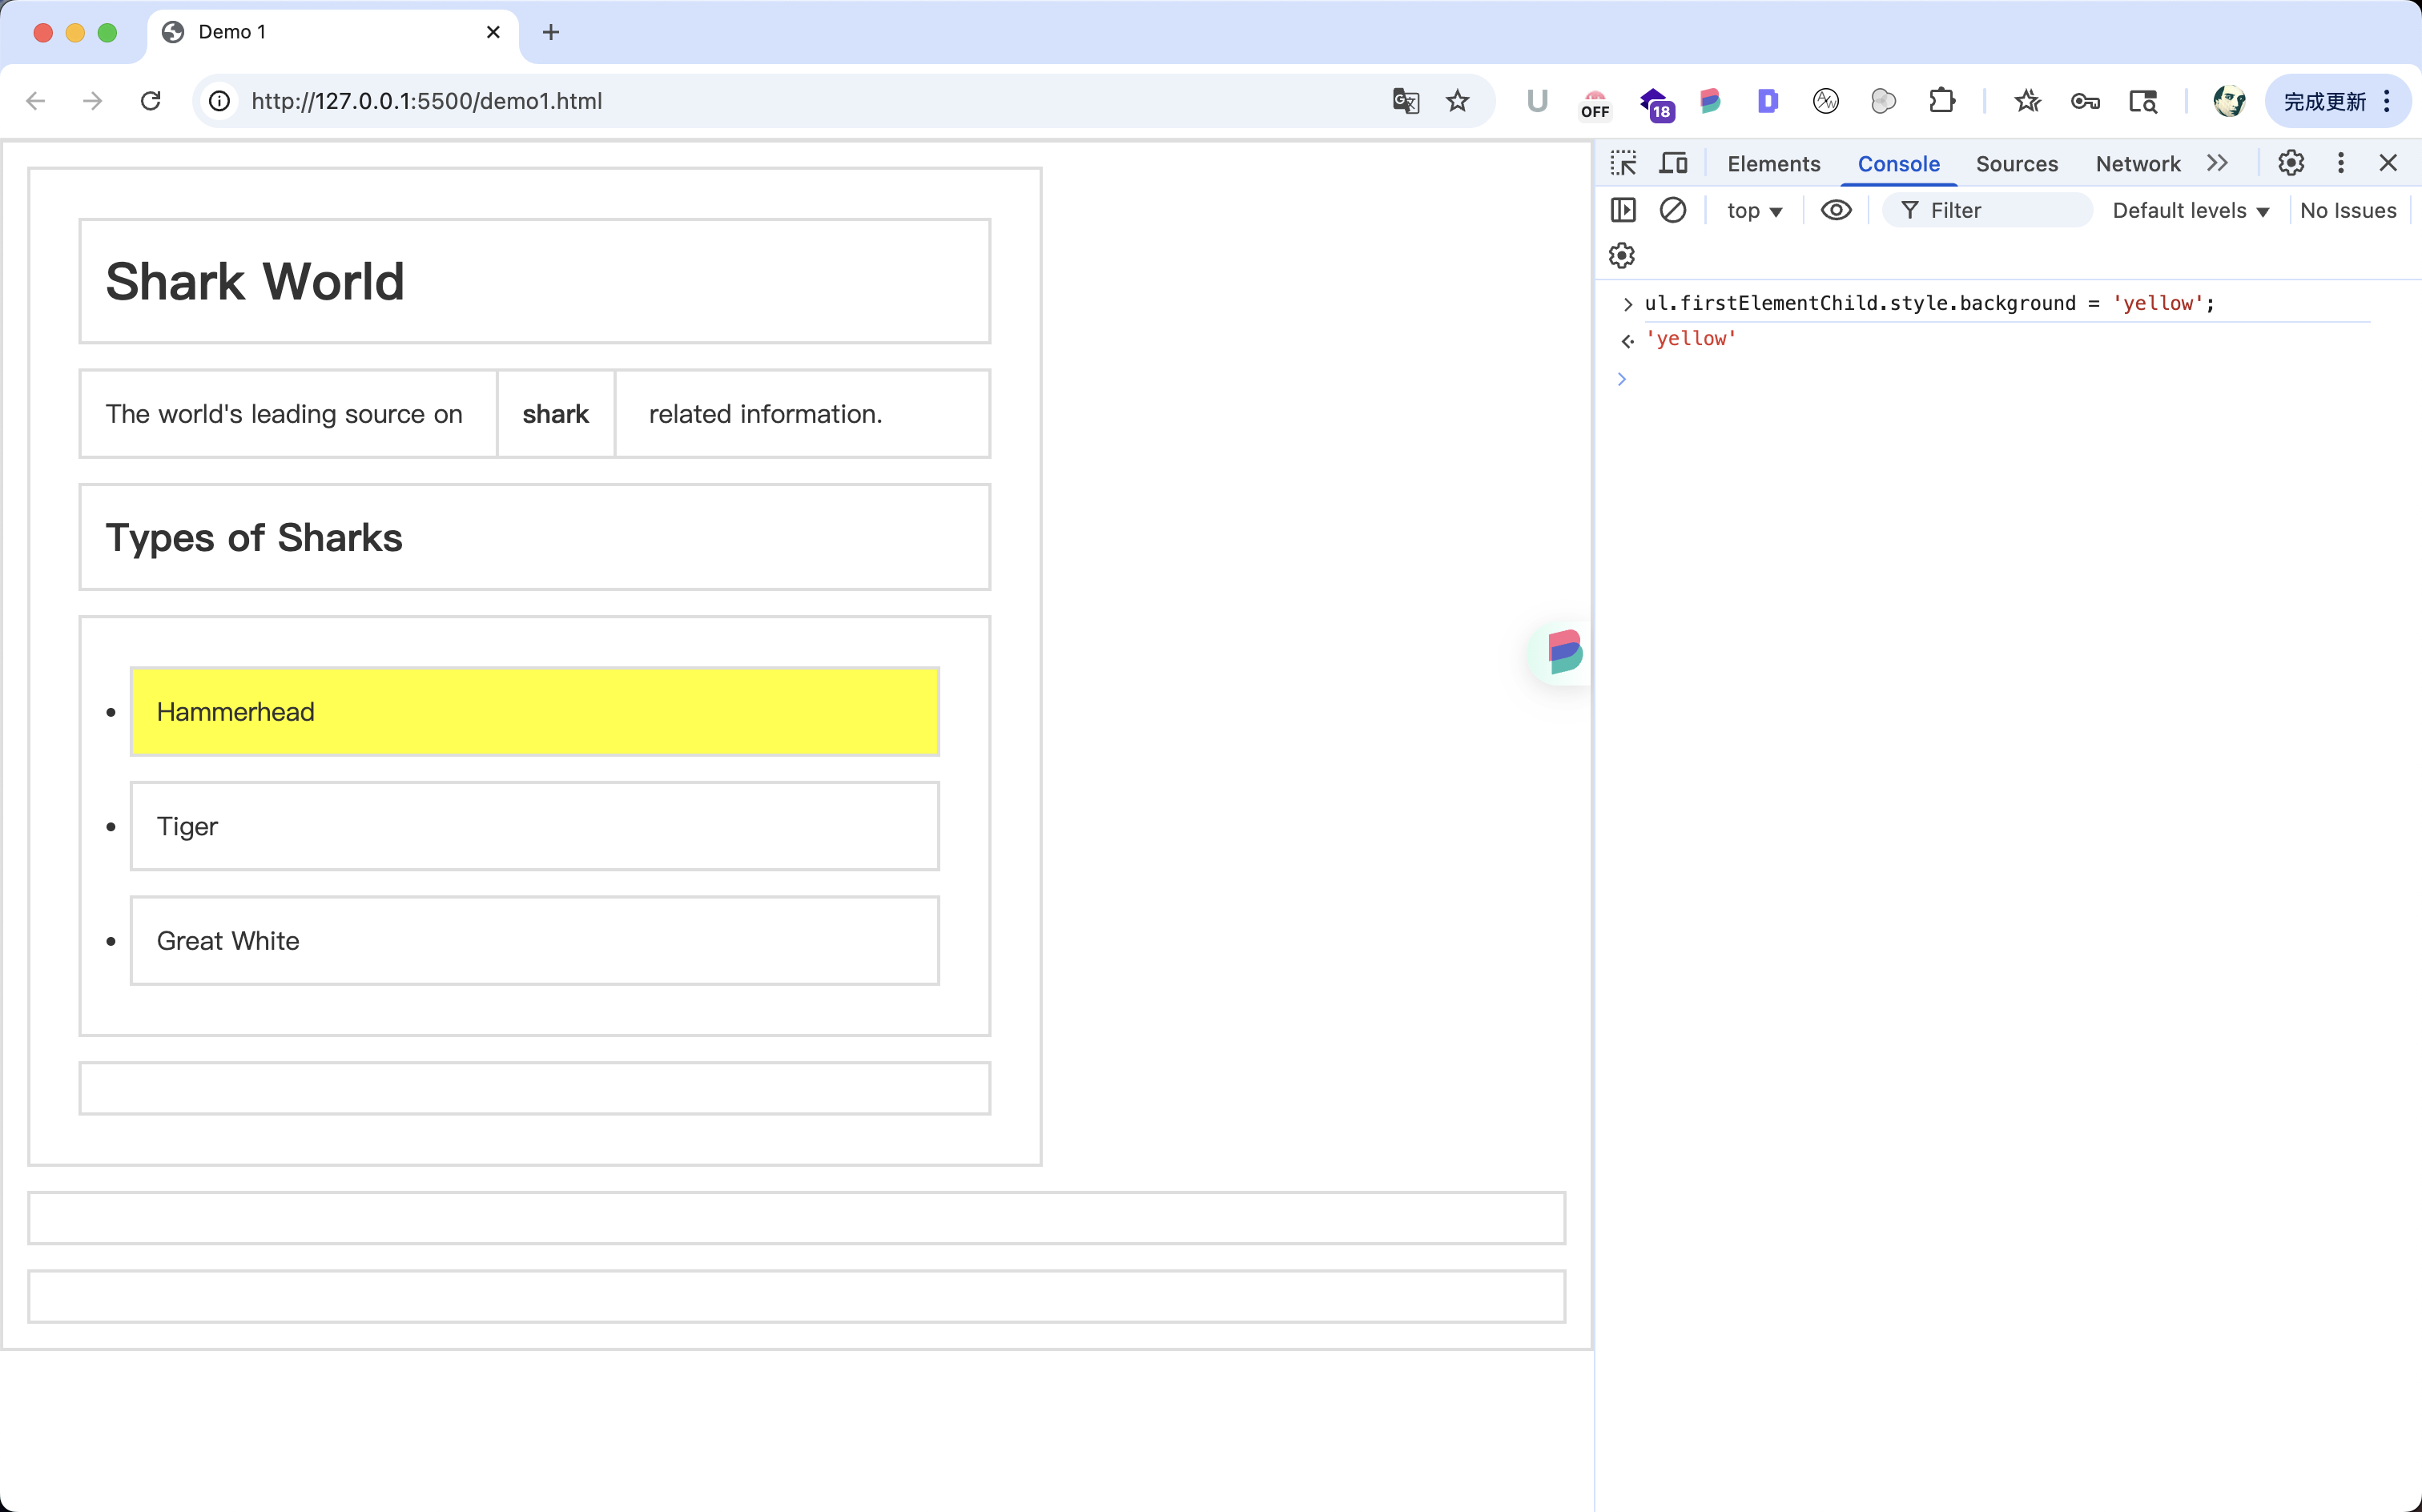 Demo 1
http://127.0.0.1:5500/demo1.html
U
OFF
18
完成更新
Elements
Console
Sources
Network
top
Filter
Default levels
No Issues
ul.firstElementChild.style.background = 'yellow';
'yellow'
Shark World
The world's leading source on shark related information.
Types of Sharks
Hammerhead
Tiger
Great White